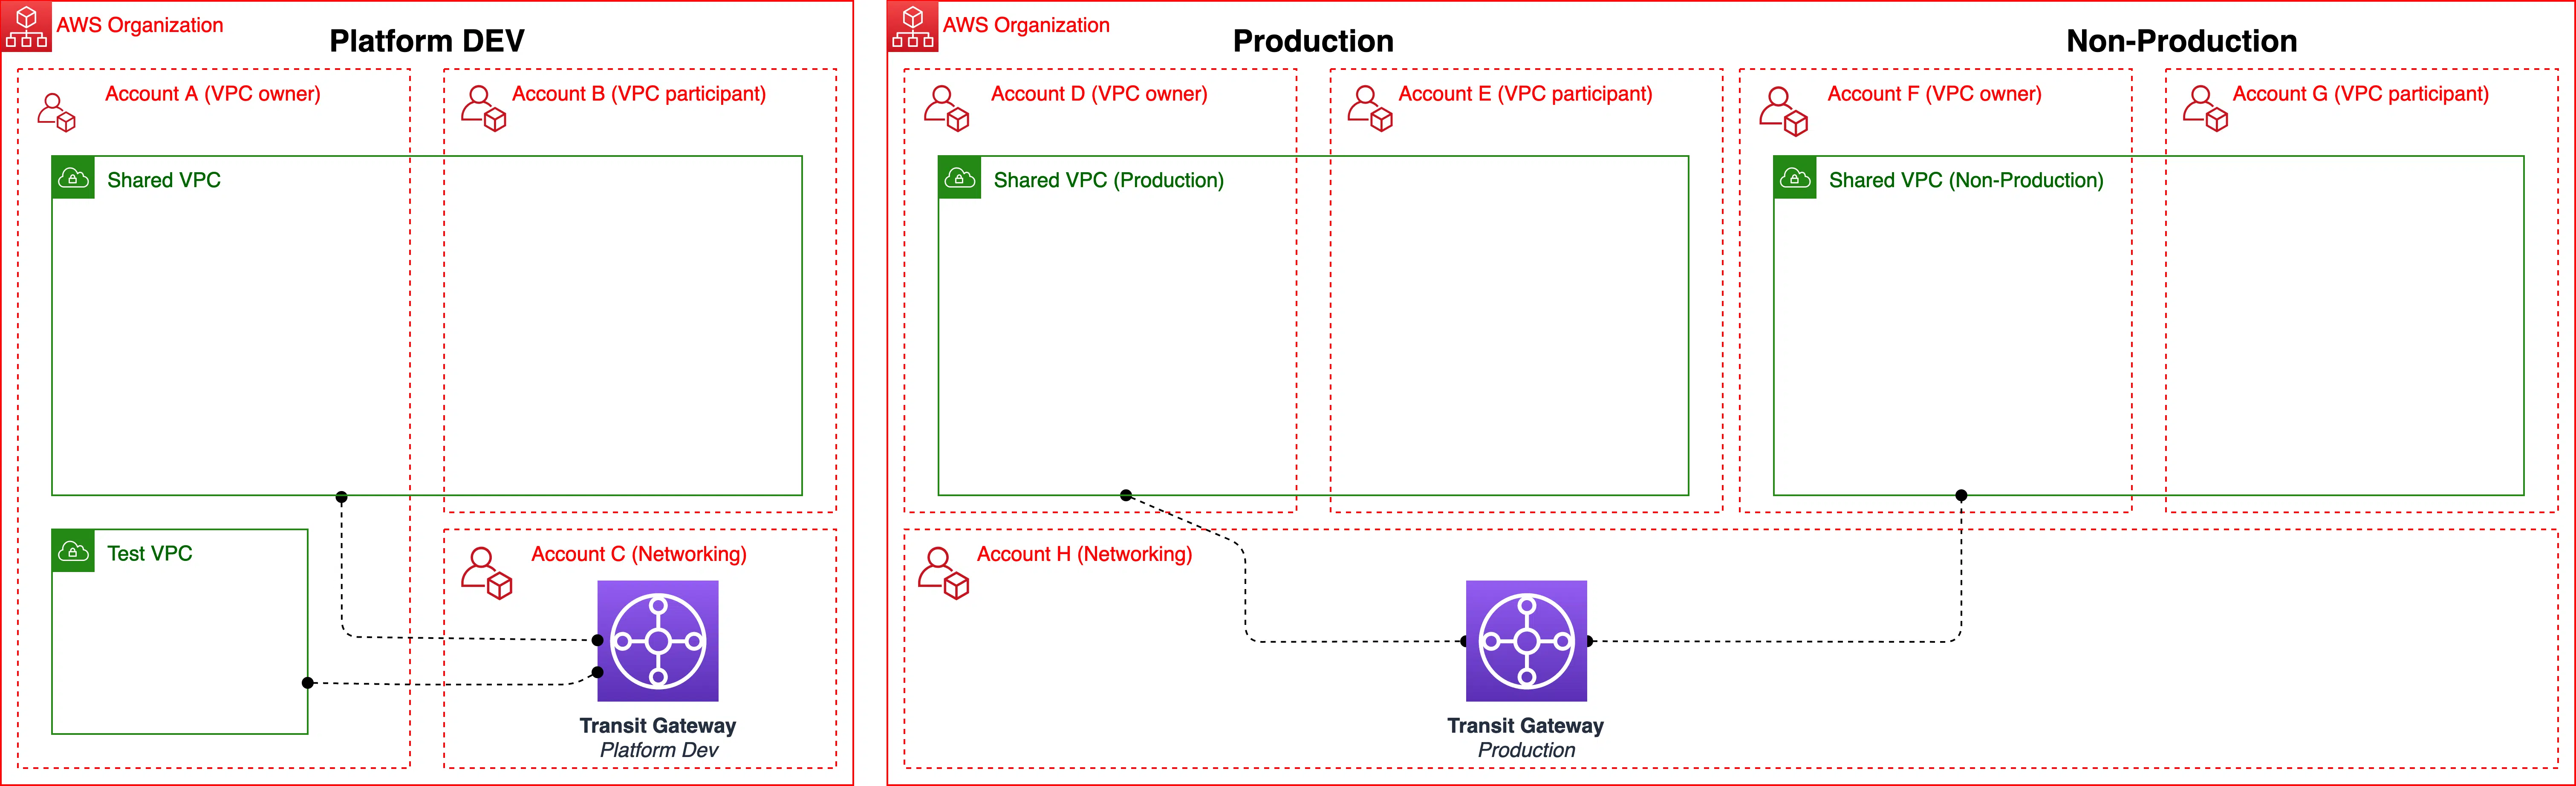 AWS Organization
Platform DEV
Account A (VPC owner)
Account B (VPC participant)
Shared VPC
Test VPC
Account C (Networking)
Transit Gateway
Platform Dev
AWS Organization
Production
Non-Production
Account D (VPC owner)
Account E (VPC participant)
Account F (VPC owner)
Account G (VPC participant)
Shared VPC (Production)
Shared VPC (Non-Production)
Account H (Networking)
Transit Gateway
Production